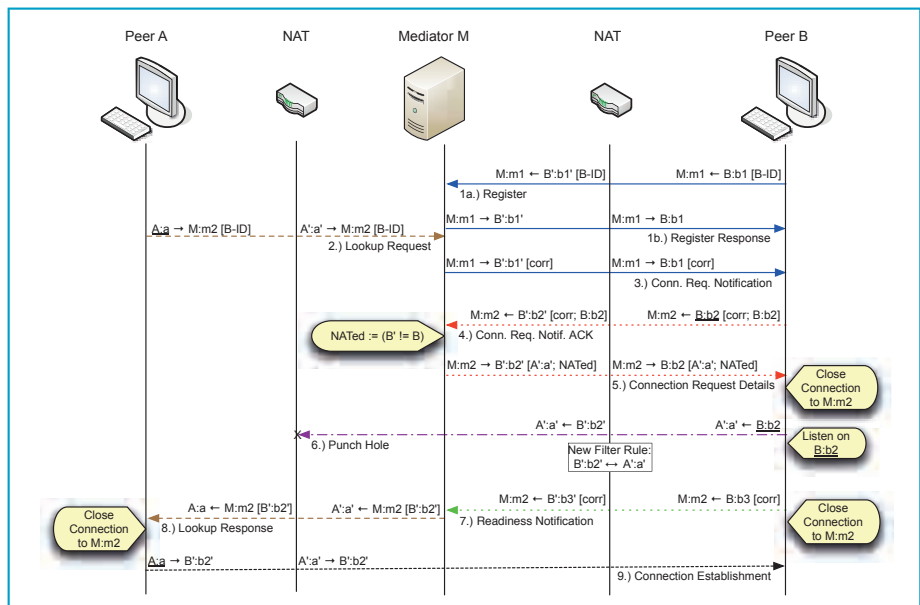 Peer A
NAT
Mediator M
NAT
Peer B
M:m1 ← B':b1' [B-ID]
M:m1 ← B:b1 [B-ID]
1a.) Register
A:a → M:m2 [B-ID]
A':a' → M:m2 [B-ID]
2.) Lookup Request
M:m1 → B':b1'
M:m1 → B:b1
1b.) Register Response
M:m1 → B':b1' [corr]
M:m1 → B:b1 [corr]
3.) Conn. Req. Notification
M:m2 ← B':b2' [corr; B:b2]
M:m2 ← B:b2 [corr; B:b2]
NATed := (B' != B)
4.) Conn. Req. Notif. ACK
M:m2 → B':b2' [A':a'; NATed]
M:m2 → B:b2 [A':a'; NATed]
5.) Connection Request Details
Close
Connection
to M:m2
A':a' ← B':b2'
A':a' ← B:b2
X
6.) Punch Hole
Listen on
B:b2
New Filter Rule:
B':b2' ↔ A':a'
M:m2 ← B':b3' [corr]
M:m2 ← B:b3 [corr]
7.) Readiness Notification
Close
Connection
to M:m2
A:a ← M:m2 [B':b2']
A':a' ← M:m2 [B':b2']
8.) Lookup Response
Close
Connection
to M:m2
A:a → B':b2'
A':a' → B':b2'
9.) Connection Establishment